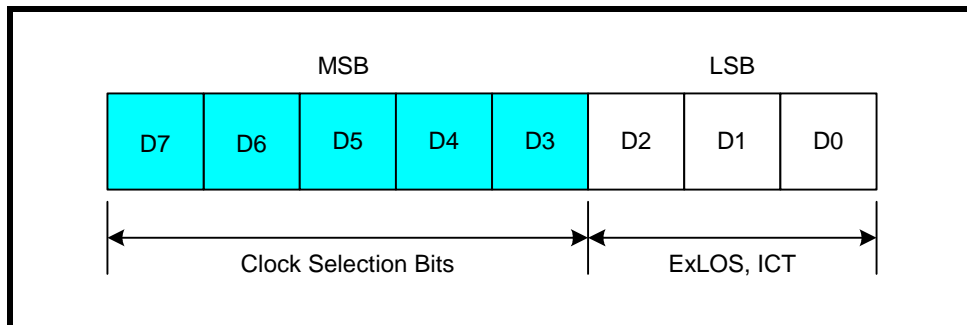 MSB LSB
D7 D6 D5 D4 D3 D2 D1 D0
Clock Selection Bits ExLOS, ICT